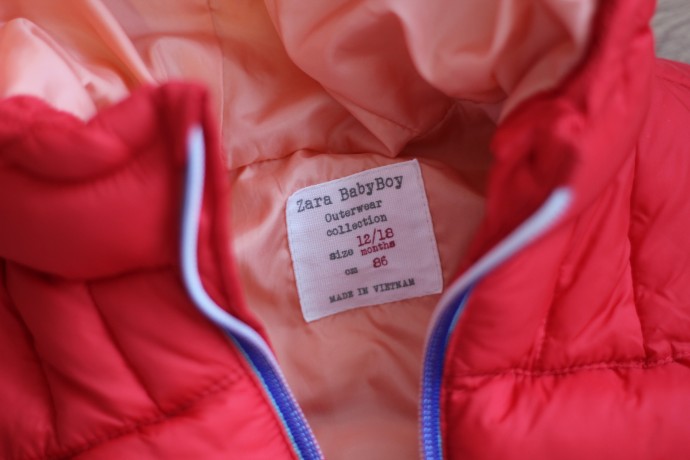 Zara BabyBoy
Outerwear
collection
size 12/18 months
cm 86
MADE IN VIETNAM